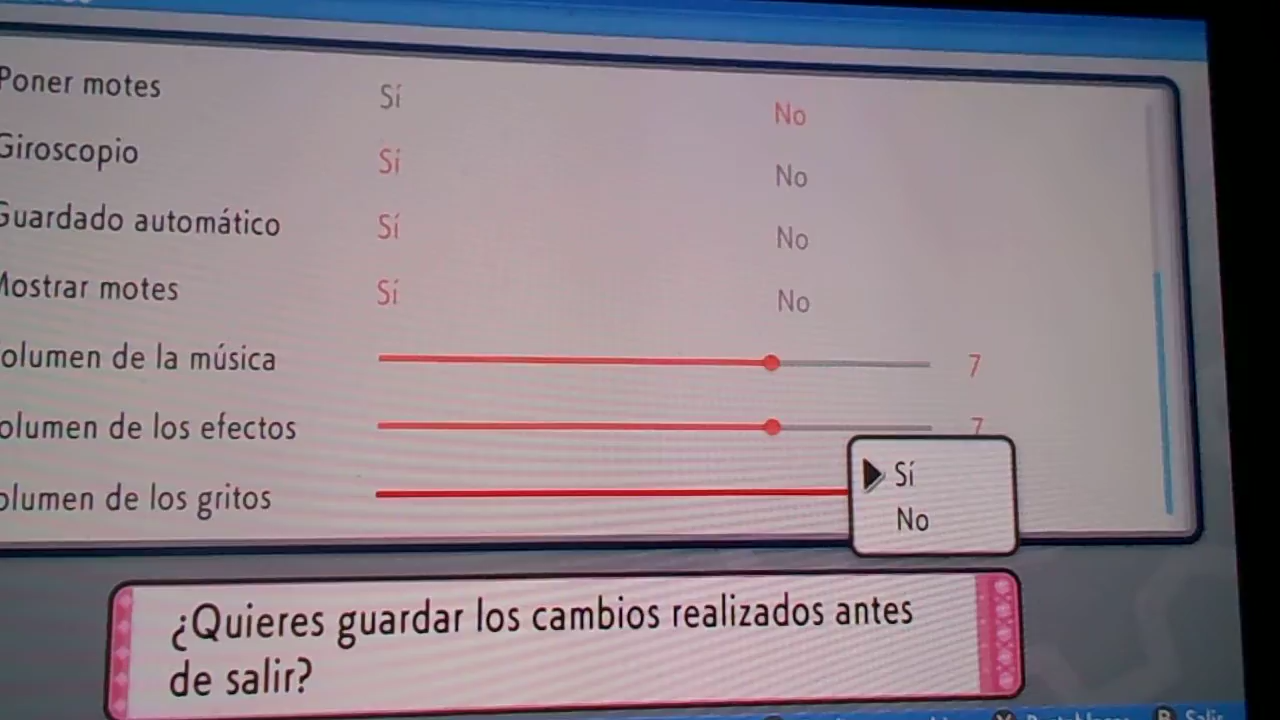 Poner motes Sí No
Giroscopio Sí No
Guardado automático Sí No
Mostrar motes Sí No
olumen de la música 7
olumen de los efectos 7
olumen de los gritos
Sí
No
¿Quieres guardar los cambios realizados antes
de salir?